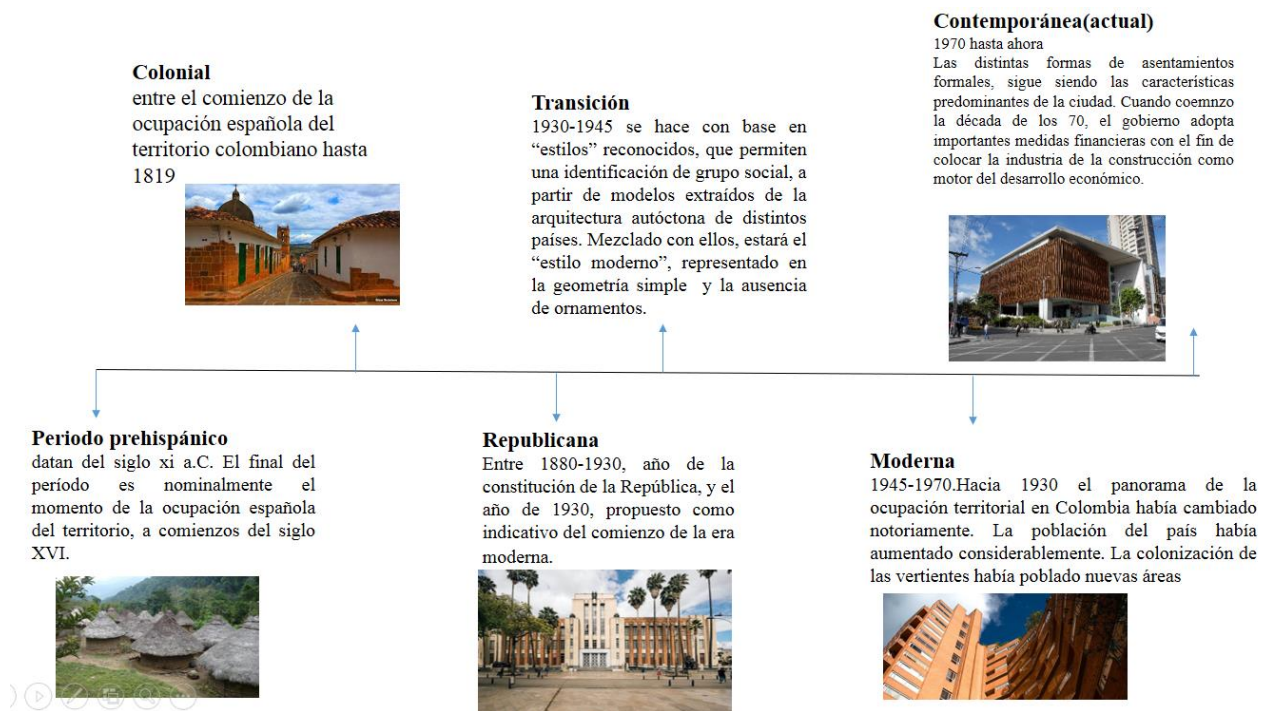 Colonial
entre el comienzo de la
ocupación española del
territorio colombiano hasta
1819
Transición
1930-1945 se hace con base en
“estilos” reconocidos, que permiten
una identificación de grupo social, a
partir de modelos extraídos de la
arquitectura autóctona de distintos
países. Mezclado con ellos, estará el
“estilo moderno”, representado en
la geometría simple y la ausencia
de ornamentos.
Contemporánea(actual)
1970 hasta ahora
Las distintas formas de asentamientos
formales, sigue siendo las características
predominantes de la ciudad. Cuando coemnzo
la década de los 70, el gobierno adopta
importantes medidas financieras con el fin de
colocar la industria de la construcción como
motor del desarrollo económico.
Periodo prehispánico
datan del siglo xi a.C. El final del
período es nominalmente el
momento de la ocupación española
del territorio, a comienzos del siglo
XVI.
Republicana
Entre 1880-1930, año de la
constitución de la República, y el
año de 1930, propuesto como
indicativo del comienzo de la era
moderna.
Moderna
1945-1970.Hacia 1930 el panorama de la
ocupación territorial en Colombia había cambiado
notoriamente. La población del país había
aumentado considerablemente. La colonización de
las vertientes había poblado nuevas áreas